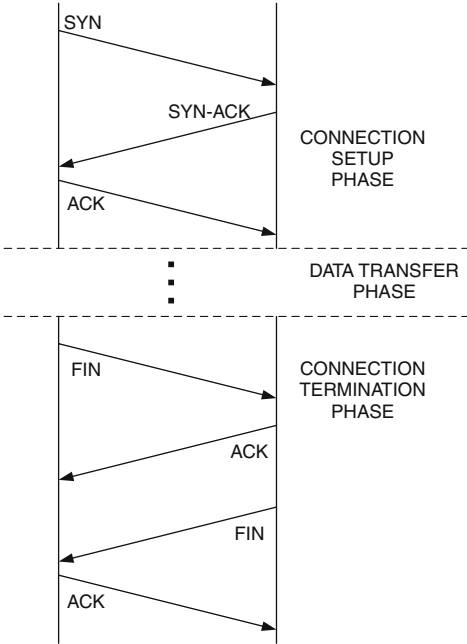 SYN
SYN-ACK
CONNECTION
SETUP
PHASE
ACK
DATA TRANSFER
PHASE
FIN
CONNECTION
TERMINATION
PHASE
ACK
FIN
ACK